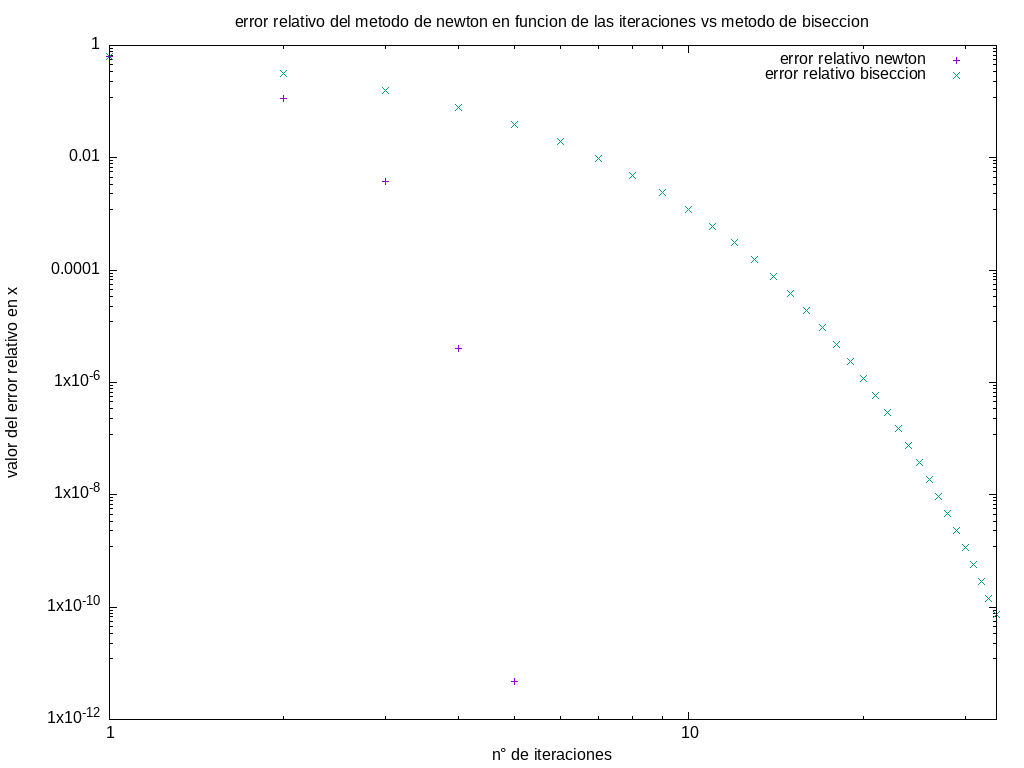 error relativo del metodo de newton en funcion de las iteraciones vs metodo de biseccion
error relativo newton
error relativo biseccion
valor del error relativo en x
1
0.01
0.0001
1x10-6
1x10-8
1x10-10
1x10-12
1
10
n° de iteraciones